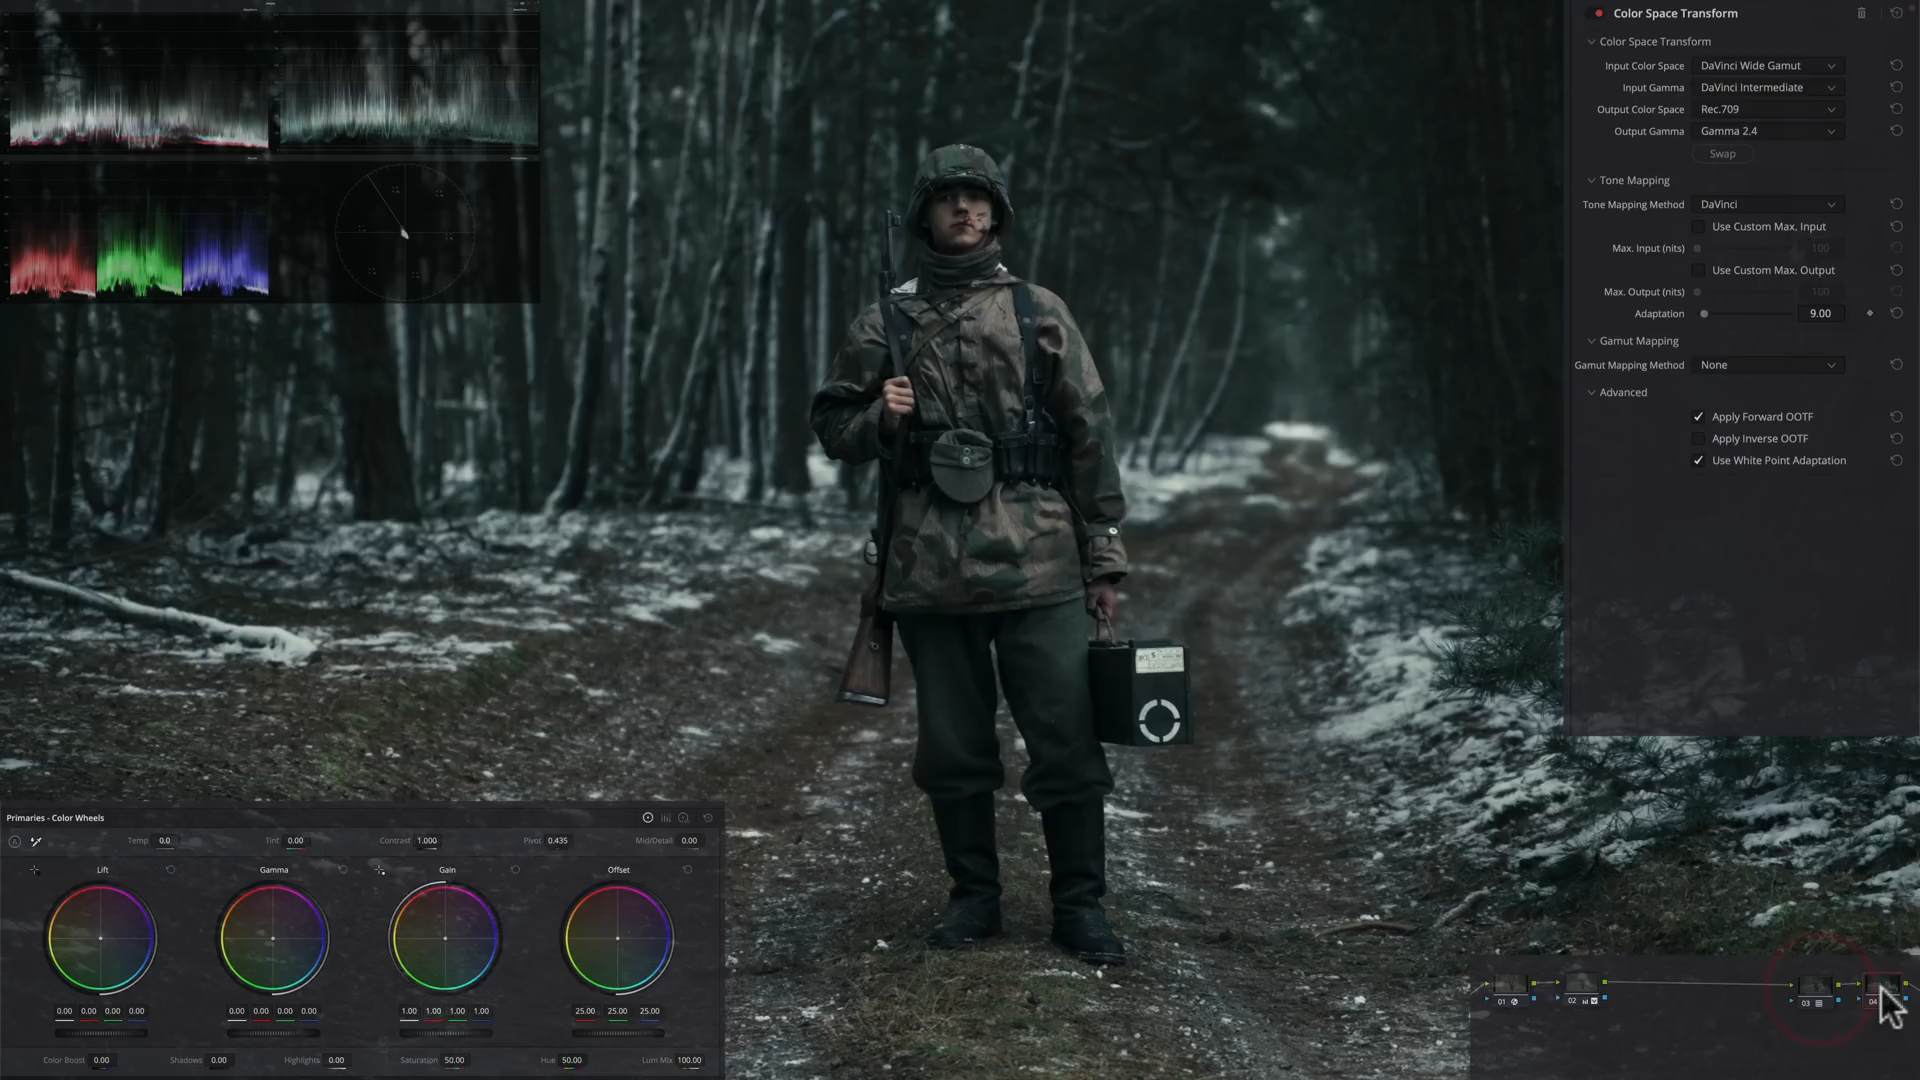 Color Space Transform
Color Space Transform
Input Color Space DaVinci Wide Gamut
Input Gamma DaVinci Intermediate
Output Color Space Rec.709
Output Gamma Gamma 2.4
Swap
Tone Mapping
Tone Mapping Method DaVinci
Use Custom Max. Input
Max. Input (nits) 100
Use Custom Max. Output
Max. Output (nits) 100
Adaptation 9.00
Gamut Mapping
Gamut Mapping Method None
Advanced
Apply Forward OOTF
Apply Inverse OOTF
Use White Point Adaptation
Primaries - Color Wheels
Temp 0.0 Tint 0.00 Contrast 1.000 Pivot 0.435 Mid/Detail 0.00
Lift Gamma Gain Offset
0.00 0.00 0.00 0.00 0.00 0.00 0.00 0.00 1.00 1.00 1.00 1.00 25.00 25.00 25.00
Color Boost 0.00 Shadows 0.00 Highlights 0.00 Saturation 50.00 Hue 50.00 Lum Mix 100.00
01 02 03 04